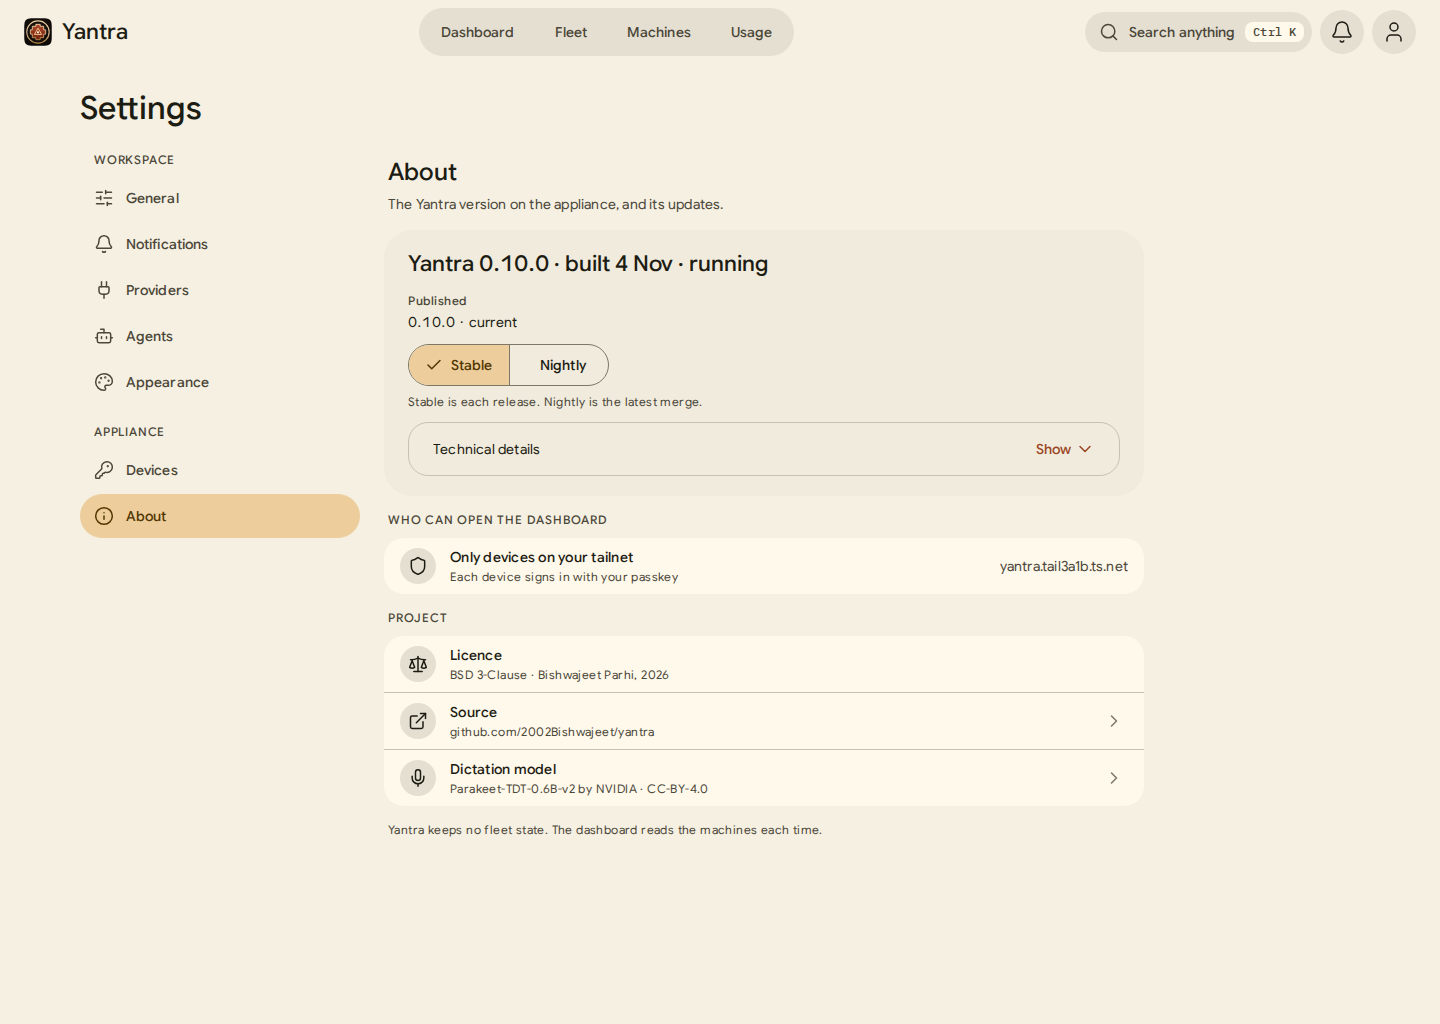 Yantra
Dashboard
Fleet
Machines
Usage
Search anything
Ctrl K
Settings
WORKSPACE
General
Notifications
Providers
Agents
Appearance
APPLIANCE
Devices
About
About
The Yantra version on the appliance, and its updates.
Yantra 0.10.0 · built 4 Nov · running
Published
0.10.0 · current
Stable
Nightly
Stable is each release. Nightly is the latest merge.
Technical details
Show
WHO CAN OPEN THE DASHBOARD
Only devices on your tailnet
Each device signs in with your passkey
yantra.tail3a1b.ts.net
PROJECT
Licence
BSD 3-Clause · Bishwajeet Parhi, 2026
Source
github.com/2002Bishwajeet/yantra
Dictation model
Parakeet-TDT-0.6B-v2 by NVIDIA · CC-BY-4.0
Yantra keeps no fleet state. The dashboard reads the machines each time.